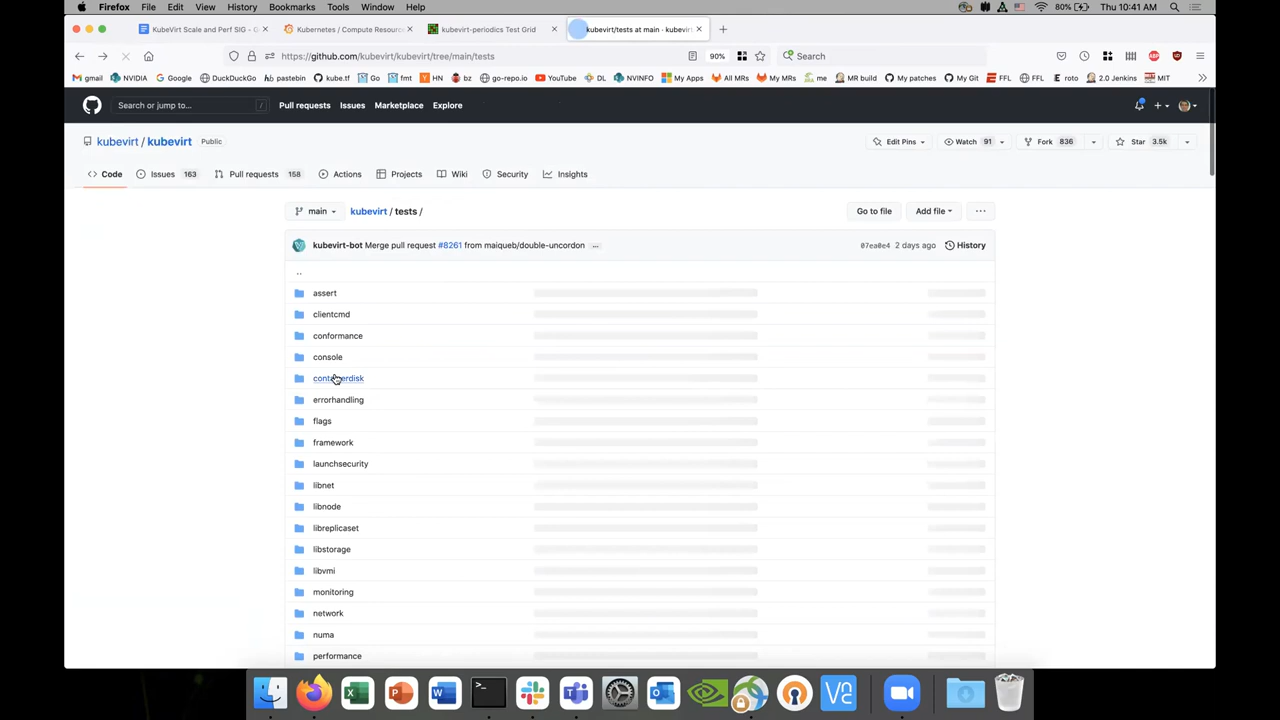 Firefox File Edit View History Bookmarks Tools Window Help 80% Thu 10:41 AM
KubeVirt Scale and Perf SIG - G Kubernetes / Compute Resource kubevirt-periodics Test Grid kubevirt/tests at main · kubevirt
https://github.com/kubevirt/kubevirt/tree/main/tests 90% Search
gmail NVIDIA Google DuckDuckGo pastebin kube.tf Go fmt HN go-repo.io YouTube DL NVINFO My Apps All MRs My MRs me MR build My patches My Git FFL eroto 2.0 Jenkins FFL MIT
Search or jump to... / Pull requests Issues Marketplace Explore
kubevirt / kubevirt Public Edit Pins Watch 91 Fork 836 Star 3.5k
Code Issues 163 Pull requests 158 Actions Projects Wiki Security Insights
main kubevirt / tests / Go to file Add file ...
kubevirt-bot Merge pull request #8261 from maiqueb/double-uncordon ... 07ea0e4 2 days ago History
..
assert
clientcmd
conformance
console
containerdisk
errorhandling
flags
framework
launchsecurity
libnet
libnode
libreplicaset
libstorage
libvmi
monitoring
network
numa
performance